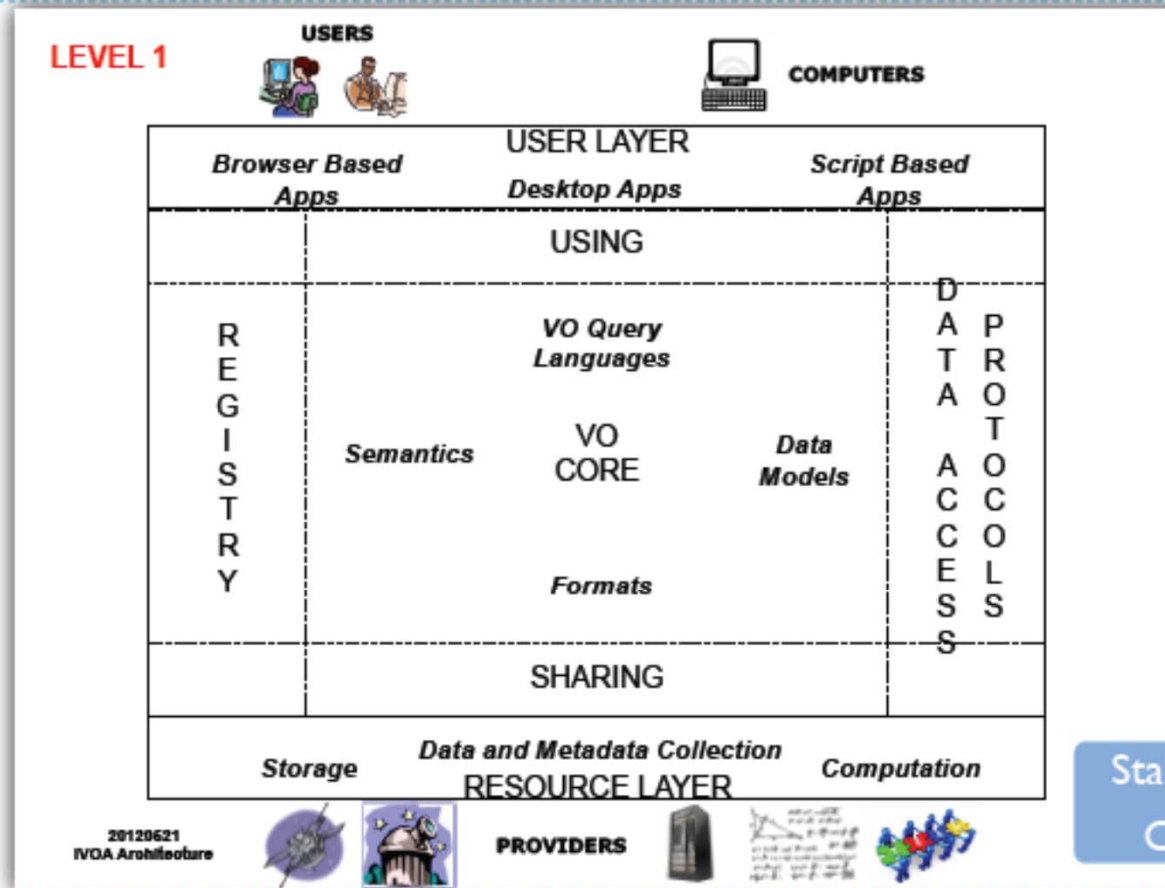 LEVEL 1
USERS
COMPUTERS
USER LAYER
Browser Based
Apps
Desktop Apps
Script Based
Apps
USING
REGISTRY
VO Query
Languages
Semantics
VO
CORE
Data
Models
Formats
DATA ACCESS
PROTOCOLS
SHARING
Storage
Data and Metadata Collection
Computation
RESOURCE LAYER
20120621
IVOA Architecture
PROVIDERS